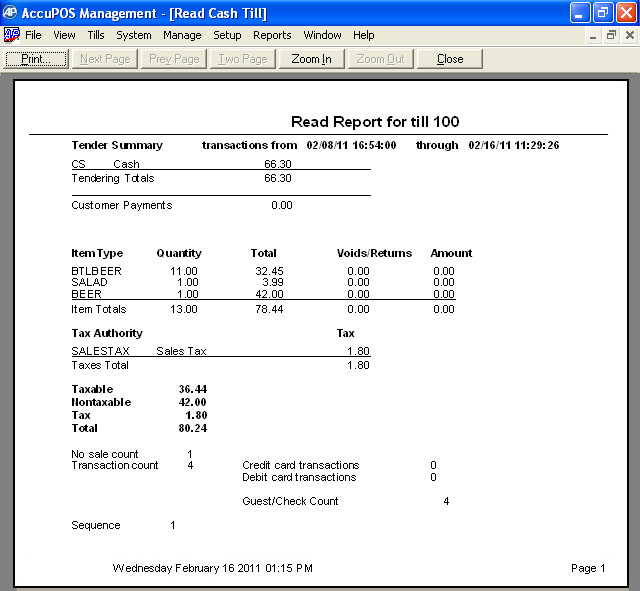 AccuPOS Management - [Read Cash Till]
File View Tills System Manage Setup Reports Window Help
Print... Next Page Prev Page Two Page Zoom In Zoom Out Close
Read Report for till 100
Tender Summary transactions from 02/08/11 16:54:00 through 02/16/11 11:29:26
CS Cash 66.30
Tendering Totals 66.30
Customer Payments 0.00
Item Type Quantity Total Voids/Returns Amount
BTLBEER 11.00 32.45 0.00 0.00
SALAD 1.00 3.99 0.00 0.00
BEER 1.00 42.00 0.00 0.00
Item Totals 13.00 78.44 0.00 0.00
Tax Authority Tax
SALESTAX Sales Tax 1.80
Taxes Total 1.80
Taxable 36.44
Nontaxable 42.00
Tax 1.80
Total 80.24
No sale count 1
Transaction count 4 Credit card transactions 0
Debit card transactions 0
Guest/Check Count 4
Sequence 1
Wednesday February 16 2011 01:15 PM Page 1